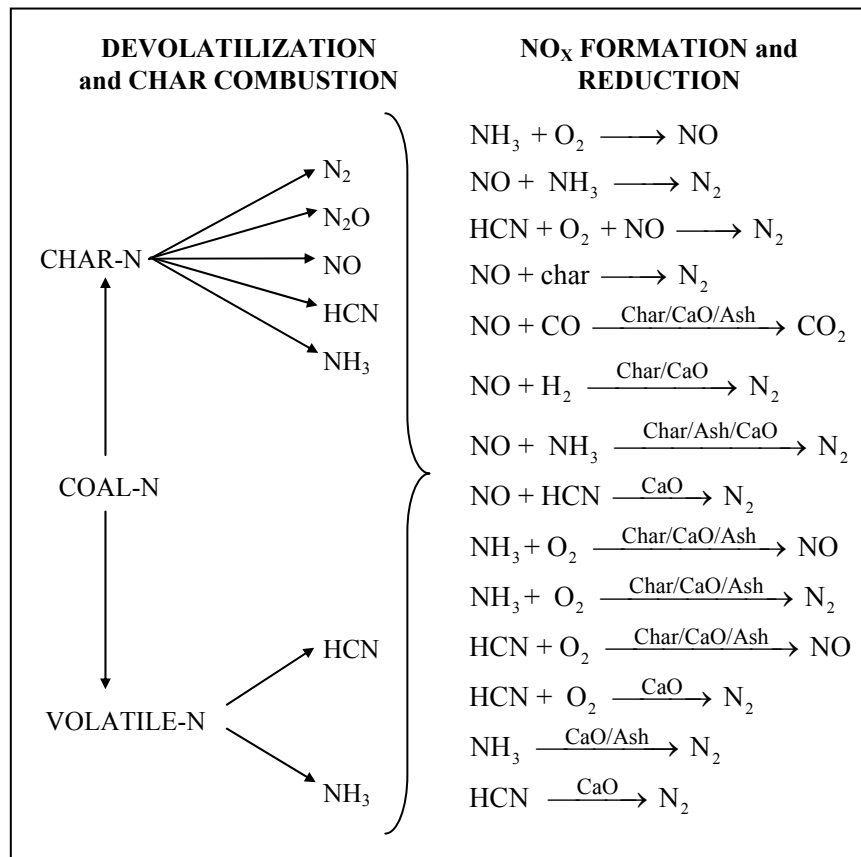 DEVOLATILIZATION
and CHAR COMBUSTION
CHAR-N
N₂
N₂O
NO
HCN
NH₃
COAL-N
VOLATILE-N
HCN
NH₃
NOX FORMATION and
REDUCTION
NH₃ + O₂ ⟶ NO
NO + NH₃ ⟶ N₂
HCN + O₂ + NO ⟶ N₂
NO + char ⟶ N₂
NO + CO Char/CaO/Ash ⟶ CO₂
NO + H₂ Char/CaO ⟶ N₂
NO + NH₃ Char/Ash/CaO ⟶ N₂
NO + HCN CaO ⟶ N₂
NH₃ + O₂ Char/CaO/Ash ⟶ NO
NH₃ + O₂ Char/CaO/Ash ⟶ N₂
HCN + O₂ Char/CaO/Ash ⟶ NO
HCN + O₂ CaO ⟶ N₂
NH₃ CaO/Ash ⟶ N₂
HCN CaO ⟶ N₂